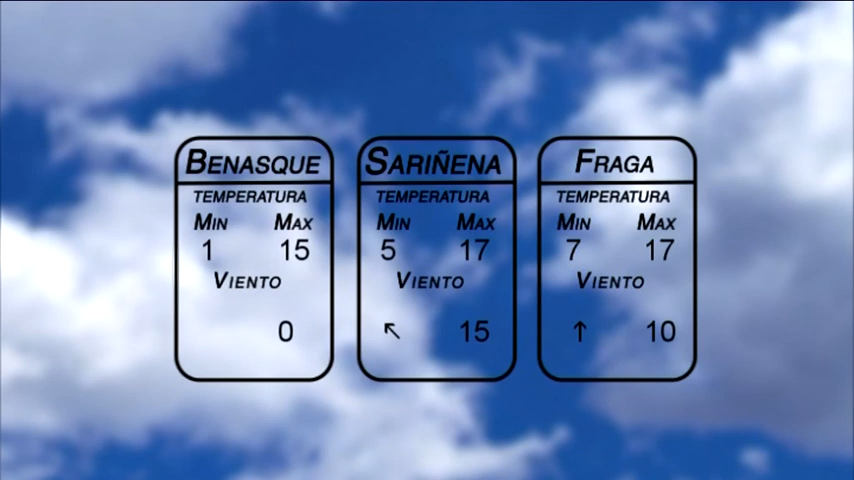 BENASQUE
TEMPERATURA
MIN MAX
1 15
VIENTO
0
SARIÑENA
TEMPERATURA
MIN MAX
5 17
VIENTO
↖ 15
FRAGA
TEMPERATURA
MIN MAX
7 17
VIENTO
↑ 10